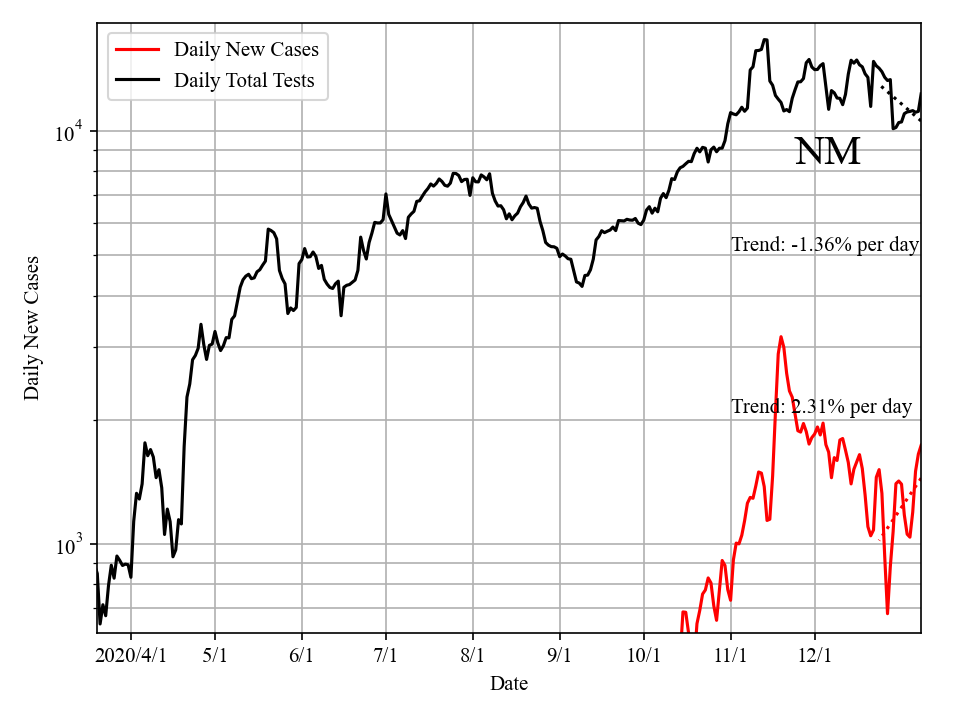 Daily New Cases
Daily Total Tests
10^4
NM
Trend: -1.36% per day
Daily New Cases
Trend: 2.31% per day
10^3
2020/4/1 5/1 6/1 7/1 8/1 9/1 10/1 11/1 12/1
Date